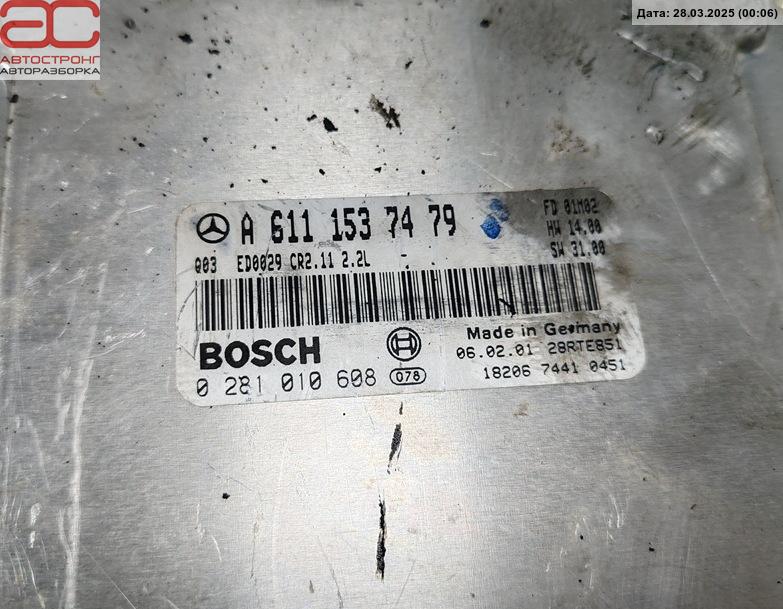 Дата: 28.03.2025 (00:06)
АС
АВТОСТРОНГ
АВТОРАЗБОРКА
A 611 153 74 79
FD 01M02
HW 14.00
SW 31.00
Q03 ED0029 CR2.11 2.2L -
BOSCH
Made in Germany
06.02.01 28RTE851
0 281 010 608 078
18206 7441 0451